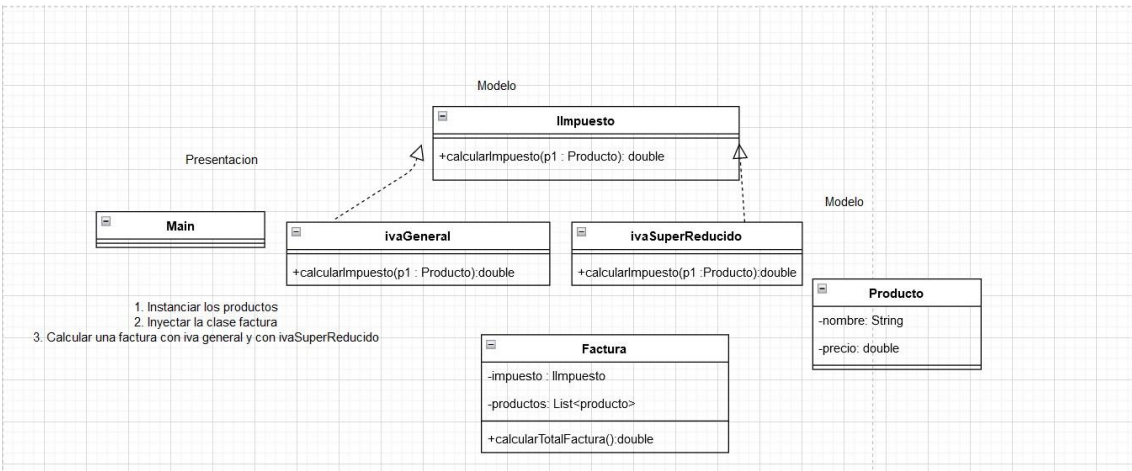 Modelo
IImpuesto
+calcularImpuesto(p1 : Producto): double
Presentacion
Main
ivaGeneral
+calcularImpuesto(p1 : Producto):double
ivaSuperReducido
+calcularImpuesto(p1 :Producto):double
Modelo
Producto
-nombre: String
-precio: double
1. Instanciar los productos
2. Inyectar la clase factura
3. Calcular una factura con iva general y con ivaSuperReducido
Factura
-impuesto : IImpuesto
-productos: List<producto>
+calcularTotalFactura():double